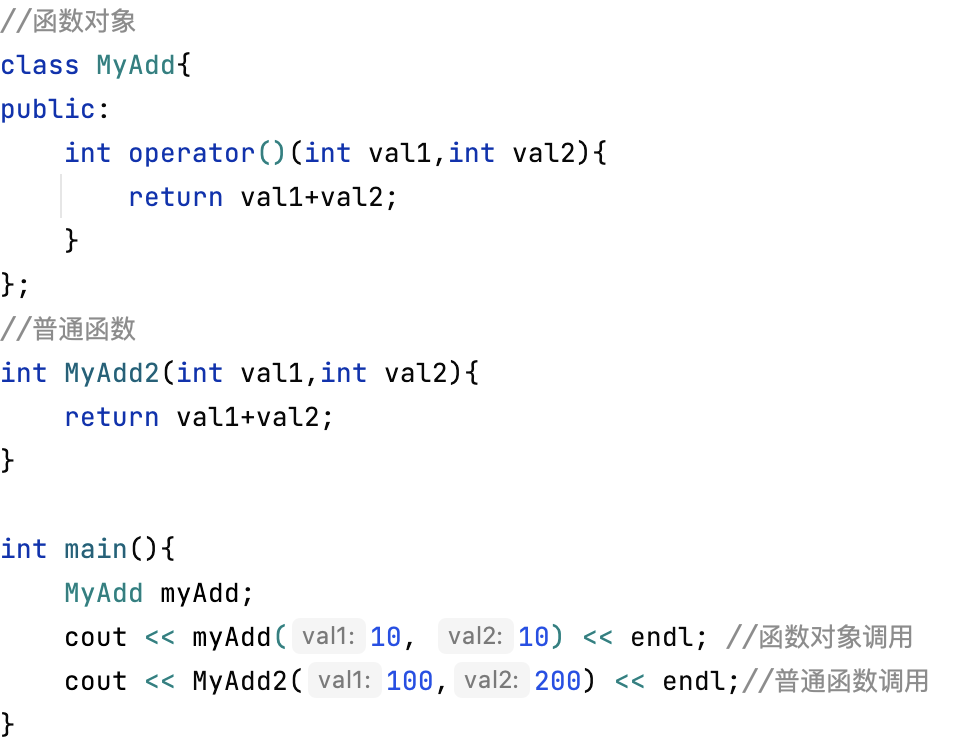 //函数对象
class MyAdd{
public:
    int operator()(int val1,int val2){
        return val1+val2;
    }
};
//普通函数
int MyAdd2(int val1,int val2){
    return val1+val2;
}

int main(){
    MyAdd myAdd;
    cout << myAdd( val1: 10, val2: 10) << endl; //函数对象调用
    cout << MyAdd2( val1: 100, val2: 200) << endl;//普通函数调用
}